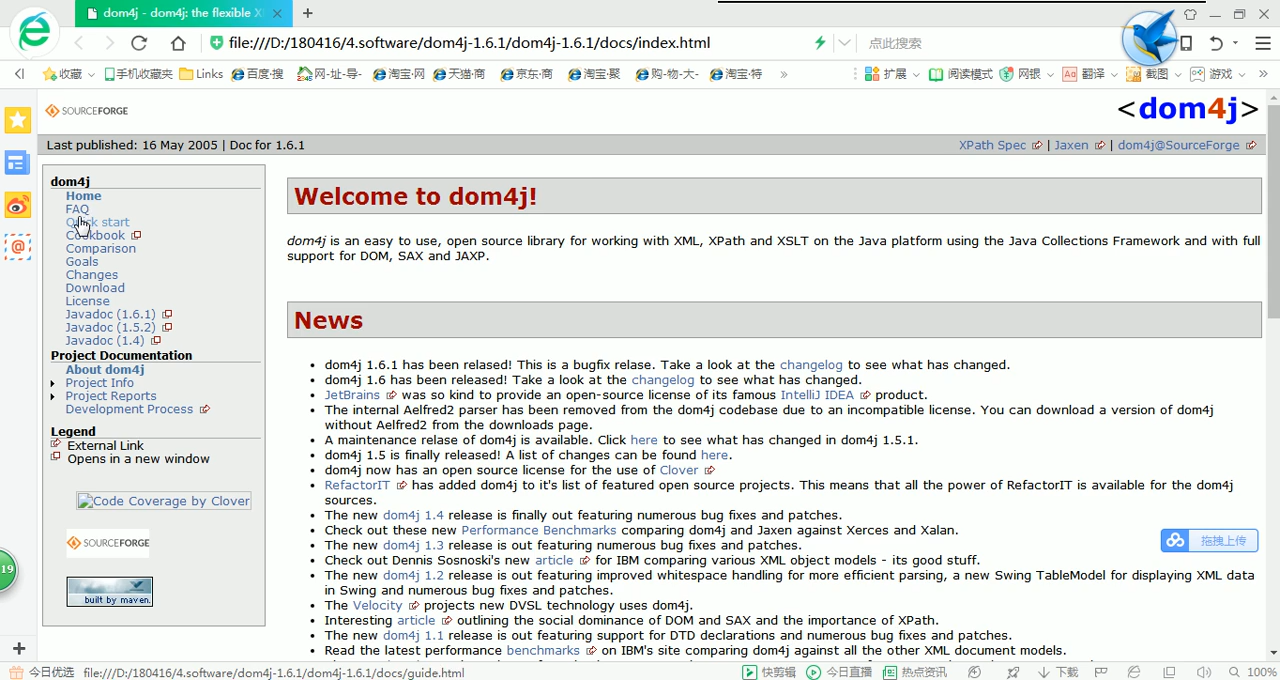 dom4j - dom4j: the flexible X
file:///D:/180416/4.software/dom4j-1.6.1/dom4j-1.6.1/docs/index.html
点此搜索
收藏
手机收藏夹
Links
百度·搜
网·址·导·
淘宝·网
天猫·商
京东·商
淘宝·聚
购·物·大·
淘宝·特
扩展
阅读模式
网银
翻译
截图
游戏
SOURCEFORGE
<dom4j>
Last published: 16 May 2005 | Doc for 1.6.1
XPath Spec | Jaxen | dom4j@SourceForge
dom4j
Home
FAQ
Quick start
Cookbook
Comparison
Goals
Changes
Download
License
Javadoc (1.6.1)
Javadoc (1.5.2)
Javadoc (1.4)
Project Documentation
About dom4j
Project Info
Project Reports
Development Process
Legend
External Link
Opens in a new window
Code Coverage by Clover
SOURCEFORGE
built by maven.
Welcome to dom4j!
dom4j is an easy to use, open source library for working with XML, XPath and XSLT on the Java platform using the Java Collections Framework and with full
support for DOM, SAX and JAXP.
News
• dom4j 1.6.1 has been relased! This is a bugfix relase. Take a look at the changelog to see what has changed.
• dom4j 1.6 has been released! Take a look at the changelog to see what has changed.
• JetBrains was so kind to provide an open-source license of its famous IntelliJ IDEA product.
• The internal Aelfred2 parser has been removed from the dom4j codebase due to an incompatible license. You can download a version of dom4j
without Aelfred2 from the downloads page.
• A maintenance relase of dom4j is available. Click here to see what has changed in dom4j 1.5.1.
• dom4j 1.5 is finally released! A list of changes can be found here.
• dom4j now has an open source license for the use of Clover
• RefactorIT has added dom4j to it's list of featured open source projects. This means that all the power of RefactorIT is available for the dom4j
sources.
• The new dom4j 1.4 release is finally out featuring numerous bug fixes and patches.
• Check out these new Performance Benchmarks comparing dom4j and Jaxen against Xerces and Xalan.
• The new dom4j 1.3 release is out featuring numerous bug fixes and patches.
• Check out Dennis Sosnoski's new article for IBM comparing various XML object models - its good stuff.
• The new dom4j 1.2 release is out featuring improved whitespace handling for more efficient parsing, a new Swing TableModel for displaying XML data
in Swing and numerous bug fixes and patches.
• The Velocity projects new DVSL technology uses dom4j.
• Interesting article outlining the social dominance of DOM and SAX and the importance of XPath.
• The new dom4j 1.1 release is out featuring support for DTD declarations and numerous bug fixes and patches.
• Read the latest performance benchmarks on IBM's site comparing dom4j against all the other XML document models.
拖拽上传
19
今日优选
file:///D:/180416/4.software/dom4j-1.6.1/dom4j-1.6.1/docs/guide.html
快剪辑
今日直播
热点资讯
下载
100%